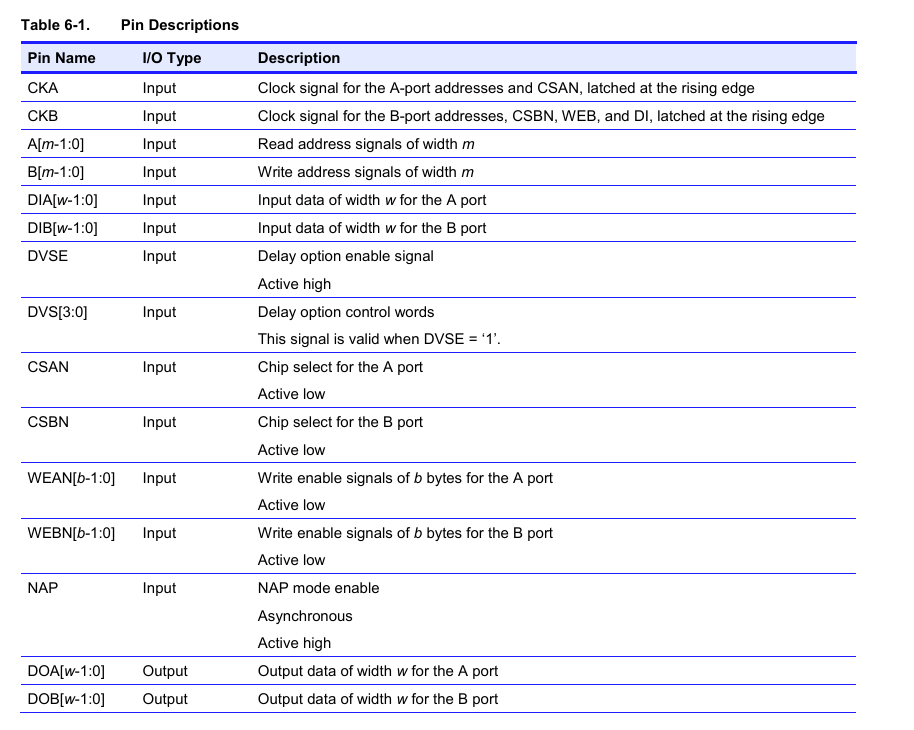 Table 6-1. Pin Descriptions
Pin Name I/O Type Description
CKA Input Clock signal for the A-port addresses and CSAN, latched at the rising edge
CKB Input Clock signal for the B-port addresses, CSBN, WEB, and DI, latched at the rising edge
A[m-1:0] Input Read address signals of width m
B[m-1:0] Input Write address signals of width m
DIA[w-1:0] Input Input data of width w for the A port
DIB[w-1:0] Input Input data of width w for the B port
DVSE Input Delay option enable signal
Active high
DVS[3:0] Input Delay option control words
This signal is valid when DVSE = ‘1’.
CSAN Input Chip select for the A port
Active low
CSBN Input Chip select for the B port
Active low
WEAN[b-1:0] Input Write enable signals of b bytes for the A port
Active low
WEBN[b-1:0] Input Write enable signals of b bytes for the B port
Active low
NAP Input NAP mode enable
Asynchronous
Active high
DOA[w-1:0] Output Output data of width w for the A port
DOB[w-1:0] Output Output data of width w for the B port